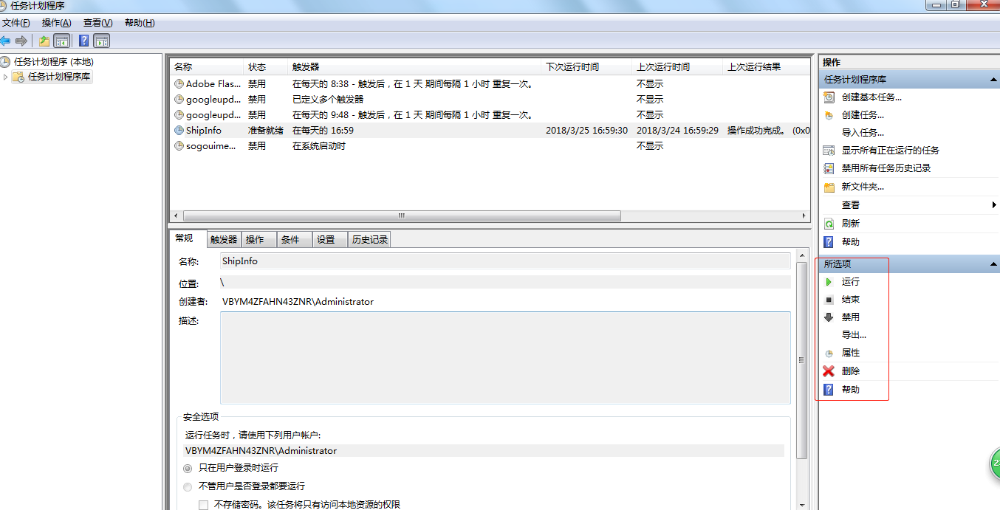 任务计划程序
文件(F) 操作(A) 查看(V) 帮助(H)
任务计划程序 (本地)
任务计划程序库
名称 状态 触发器 下次运行时间 上次运行时间 上次运行结果
Adobe Flas... 禁用 在每天的 8:38 - 触发后，在 1 天 期间每隔 1 小时 重复一次。 不显示
googleupd... 禁用 已定义多个触发器 不显示
googleupd... 禁用 在每天的 9:48 - 触发后，在 1 天 期间每隔 1 小时 重复一次。 不显示
ShipInfo 准备就绪 在每天的 16:59 2018/3/25 16:59:30 2018/3/24 16:59:29 操作成功完成。 (0x0
sogouime... 禁用 在系统启动时 不显示
常规 触发器 操作 条件 设置 历史记录
名称: ShipInfo
位置: \
创建者: VBYM4ZFAHN43ZNR\Administrator
描述:
安全选项
运行任务时，请使用下列用户帐户:
VBYM4ZFAHN43ZNR\Administrator
只在用户登录时运行
不管用户是否登录都要运行
不存储密码。该任务将只有访问本地资源的权限
操作
任务计划程序库
创建基本任务...
创建任务...
导入任务...
显示所有正在运行的任务
禁用所有任务历史记录
新文件夹...
查看
刷新
帮助
所选项
运行
结束
禁用
导出...
属性
删除
帮助